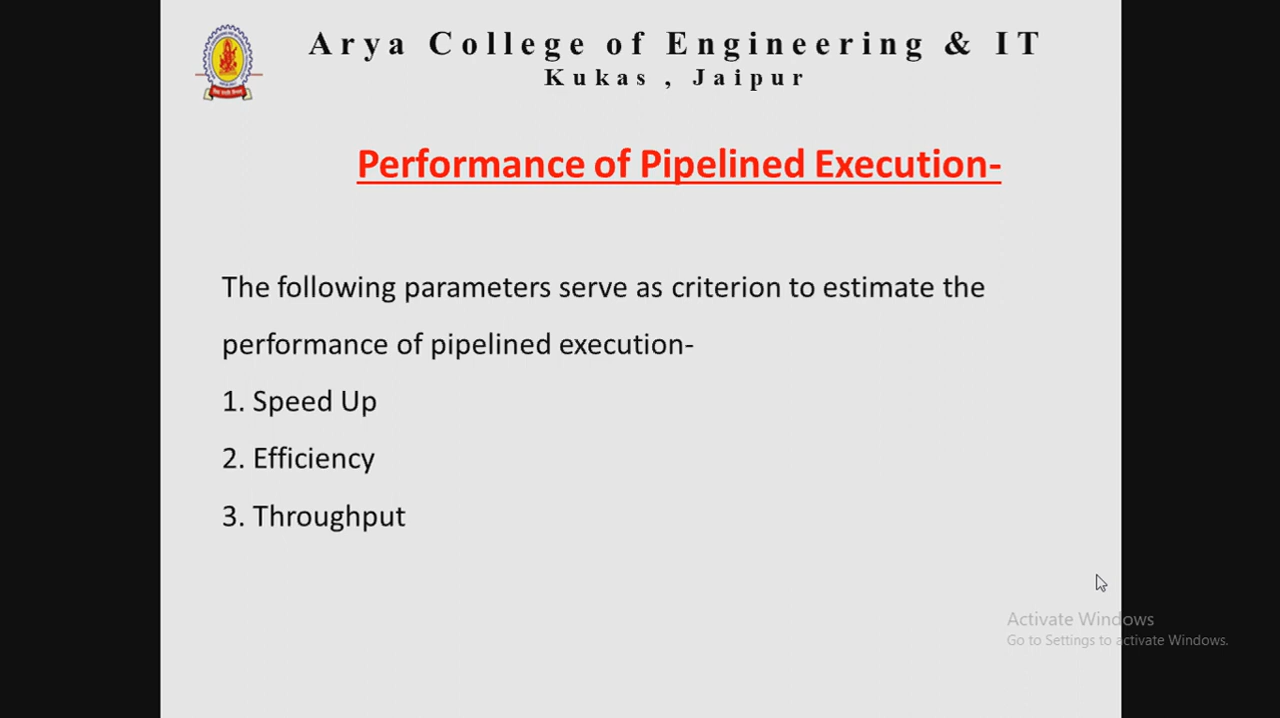 Arya College of Engineering & IT
Kukas , Jaipur
Performance of Pipelined Execution-
The following parameters serve as criterion to estimate the
performance of pipelined execution-
1. Speed Up
2. Efficiency
3. Throughput
Activate Windows
Go to Settings to activate Windows.